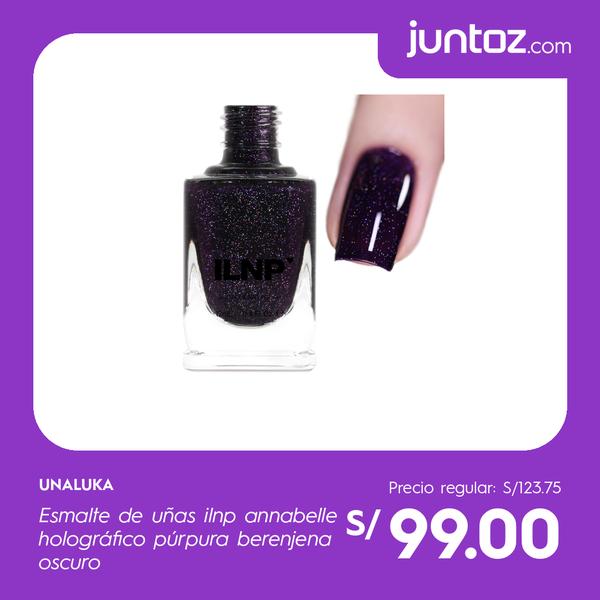 juntoz.com
ILNP
UNALUKA
Esmalte de uñas ilnp annabelle
holográfico púrpura berenjena
oscuro
Precio regular: S/123.75
S/ 99.00